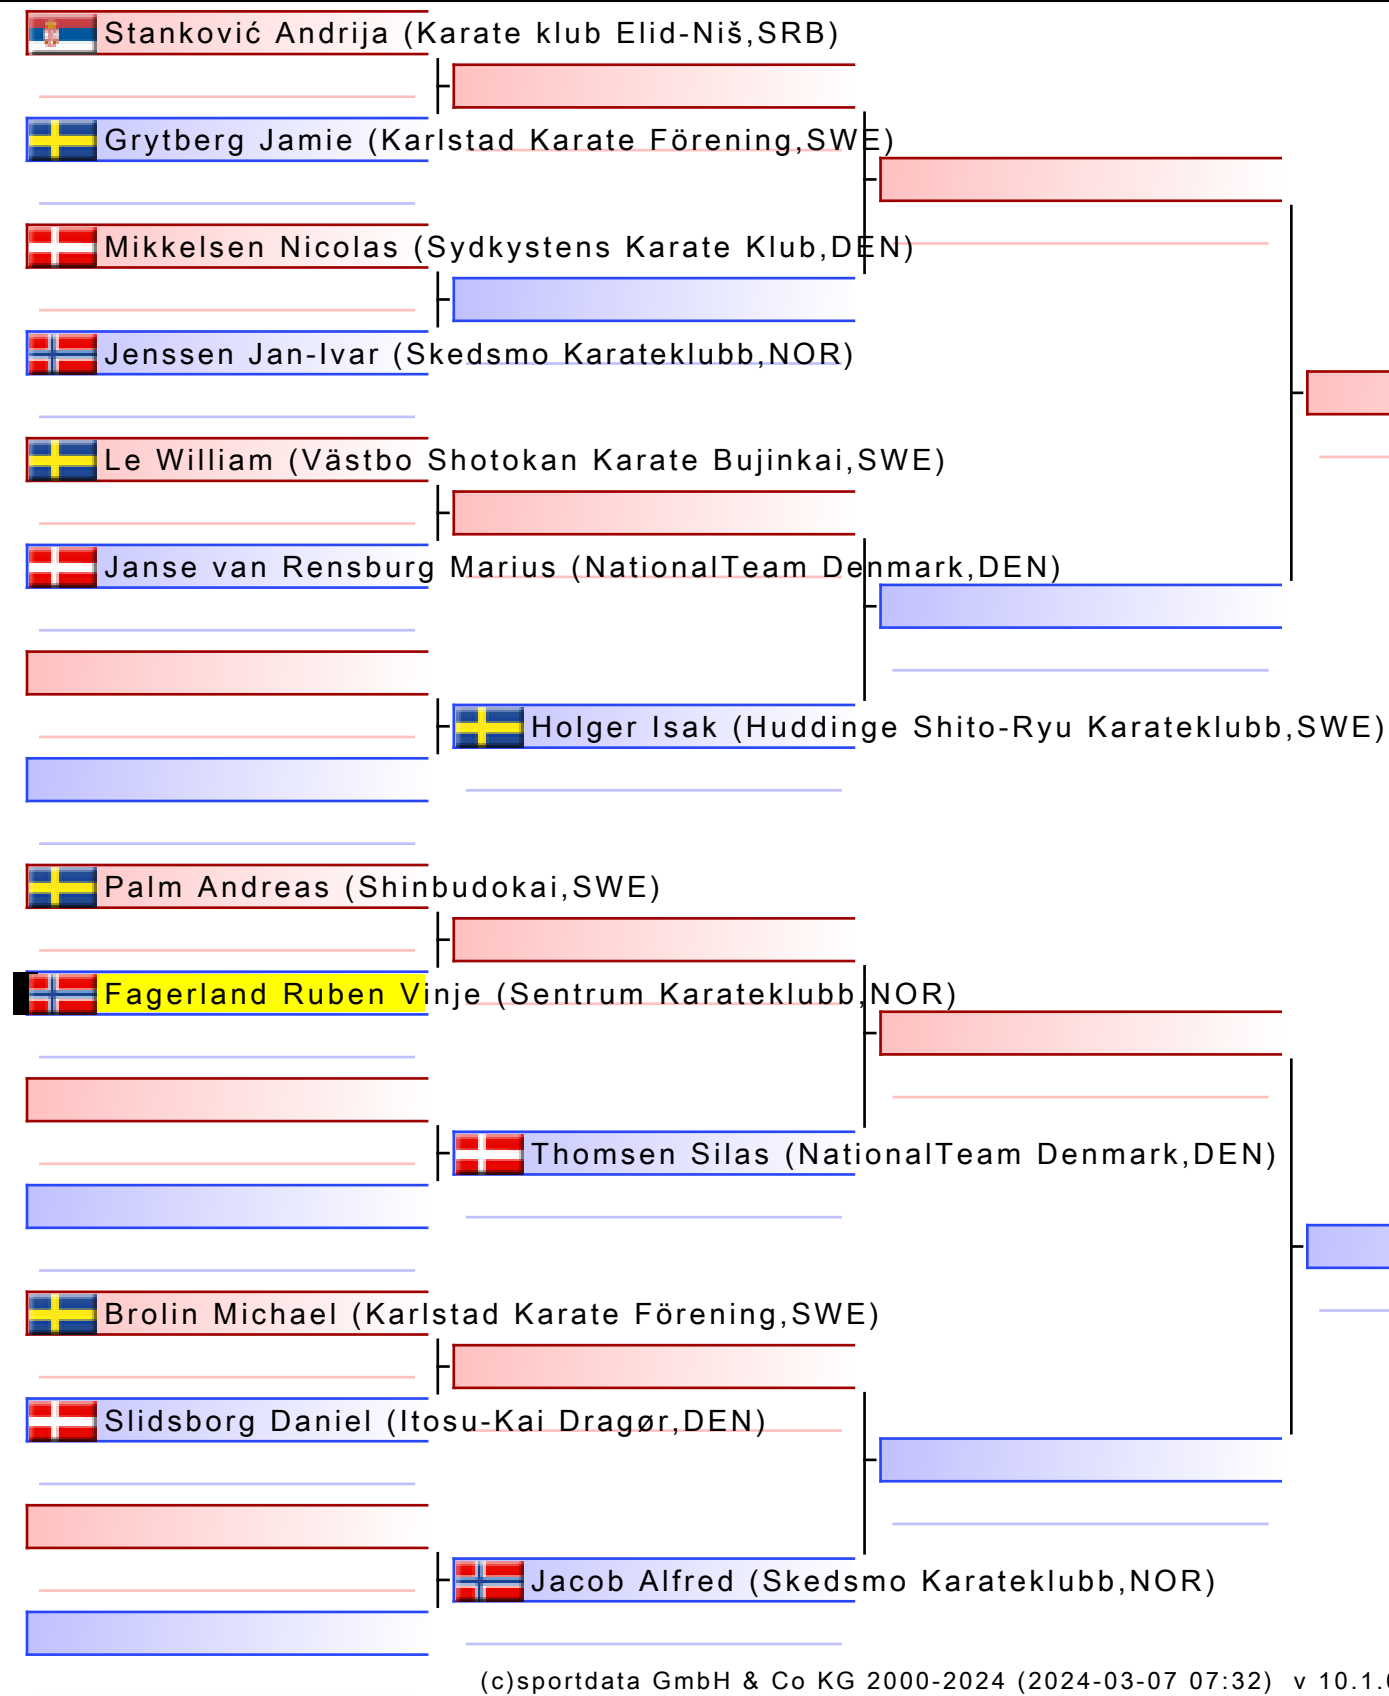 Stanković Andrija (Karate klub Elid-Niš,SRB)
Grytberg Jamie (Karlstad Karate Förening,SWE)
Mikkelsen Nicolas (Sydkystens Karate Klub,DEN)
Jenssen Jan-Ivar (Skedsmo Karateklubb,NOR)
Le William (Västbo Shotokan Karate Bujinkai,SWE)
Janse van Rensburg Marius (NationalTeam Denmark,DEN)
Holger Isak (Huddinge Shito-Ryu Karateklubb,SWE)
Palm Andreas (Shinbudokai,SWE)
Fagerland Ruben Vinje (Sentrum Karateklubb,NOR)
Thomsen Silas (NationalTeam Denmark,DEN)
Brolin Michael (Karlstad Karate Förening,SWE)
Slidsborg Daniel (Itosu-Kai Dragør,DEN)
Jacob Alfred (Skedsmo Karateklubb,NOR)
(c)sportdata GmbH & Co KG 2000-2024 (2024-03-07 07:32) v 10.1.